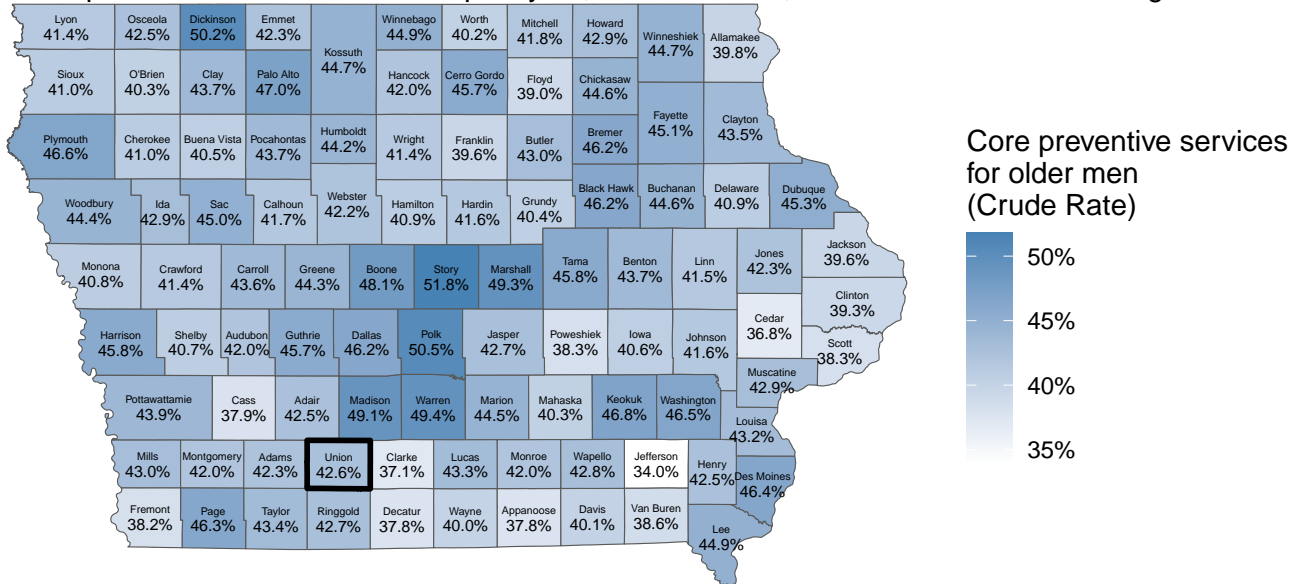 Lyon Osceola Dickinson Emmet Winnebago Worth Mitchell Howard Winneshiek Allamakee
41.4% 42.5% 50.2% 42.3% 44.9% 40.2% 41.8% 42.9% 44.7% 39.8%
Kossuth
44.7%
Sioux O'Brien Clay Palo Alto Hancock Cerro Gordo Floyd Chickasaw
41.0% 40.3% 43.7% 47.0% 42.0% 45.7% 39.0% 44.6%
Fayette Clayton
45.1% 43.5%
Plymouth Cherokee Buena Vista Pocahontas Humboldt Wright Franklin Butler Bremer
46.6% 41.0% 40.5% 43.7% 44.2% 41.4% 39.6% 43.0% 46.2%
Woodbury Ida Sac Calhoun Webster Hamilton Hardin Grundy Black Hawk Buchanan Delaware Dubuque
44.4% 42.9% 45.0% 41.7% 42.2% 40.9% 41.6% 40.4% 46.2% 44.6% 40.9% 45.3%
Monona Crawford Carroll Greene Boone Story Marshall Tama Benton Linn Jones Jackson
40.8% 41.4% 43.6% 44.3% 48.1% 51.8% 49.3% 45.8% 43.7% 41.5% 42.3% 39.6%
Clinton
39.3%
Harrison Shelby Audubon Guthrie Dallas Polk Jasper Poweshiek Iowa Johnson Cedar Scott
45.8% 40.7% 42.0% 45.7% 46.2% 50.5% 42.7% 38.3% 40.6% 41.6% 36.8% 38.3%
Muscatine
42.9%
Pottawattamie Cass Adair Madison Warren Marion Mahaska Keokuk Washington
43.9% 37.9% 42.5% 49.1% 49.4% 44.5% 40.3% 46.8% 46.5%
Louisa
43.2%
Mills Montgomery Adams Union Clarke Lucas Monroe Wapello Jefferson Henry Des Moines
43.0% 42.0% 42.3% 42.6% 37.1% 43.3% 42.0% 42.8% 34.0% 42.5% 46.4%
Fremont Page Taylor Ringgold Decatur Wayne Appanoose Davis Van Buren Lee
38.2% 46.3% 43.4% 42.7% 37.8% 40.0% 37.8% 40.1% 38.6% 44.9%
Core preventive services
for older men
(Crude Rate)
50%
45%
40%
35%